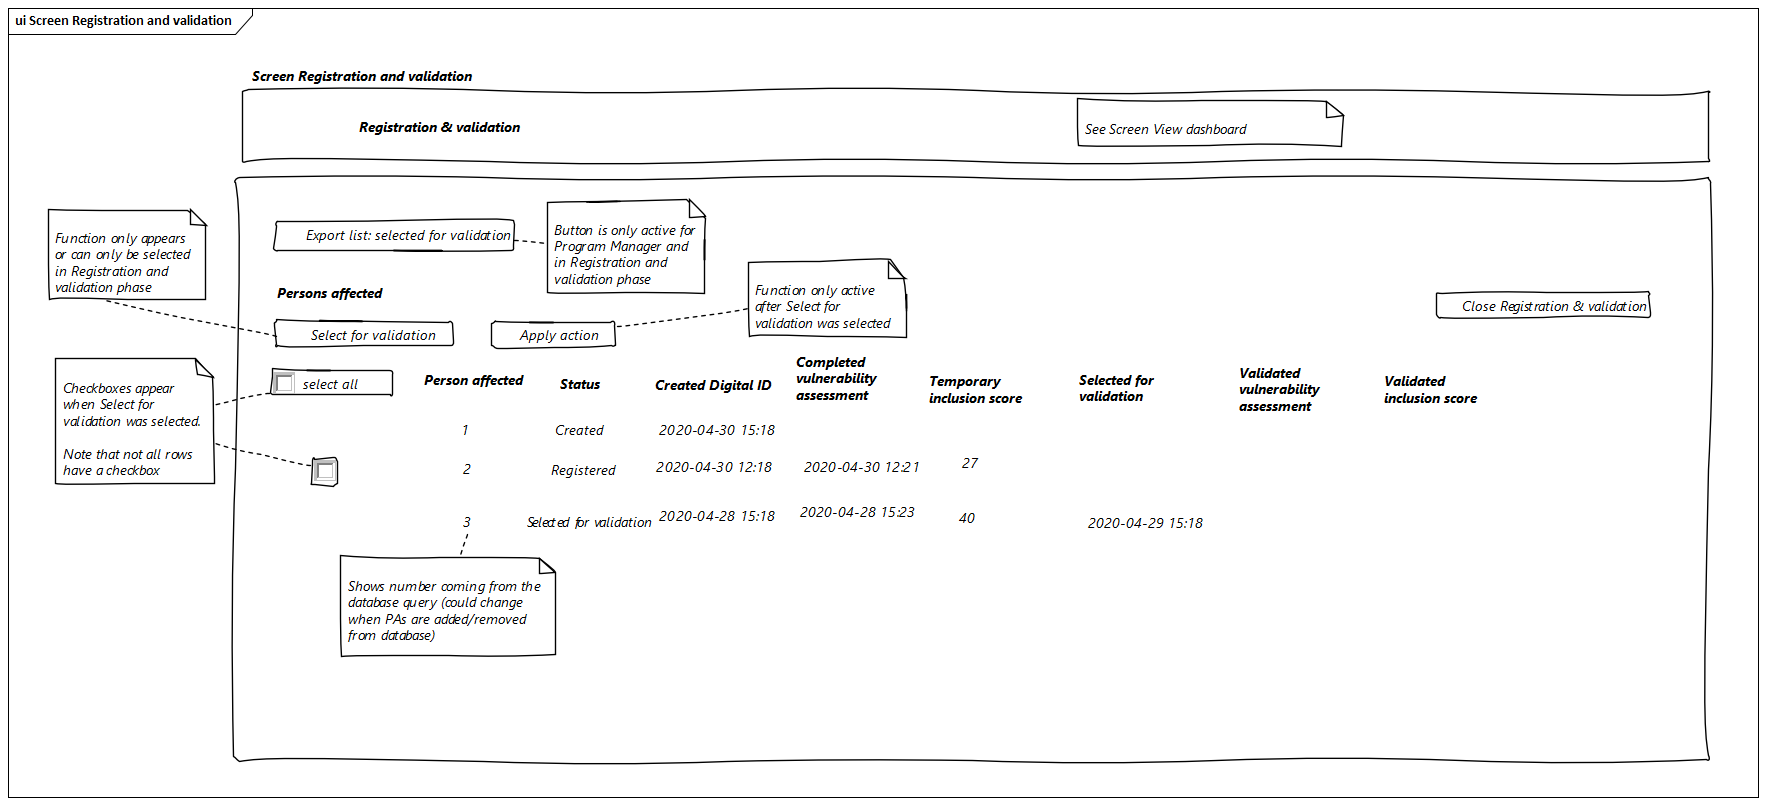 ui Screen Registration and validation
Screen Registration and validation
Registration & validation
See Screen View dashboard
Function only appears
or can only be selected
in Registration and
validation phase
Export list: selected for validation
Button is only active for
Program Manager and
in Registration and
validation phase
Persons affected
Function only active
after Select for
validation was selected
Close Registration & validation
Select for validation
Apply action
Checkboxes appear
when Select for
validation was selected.
Note that not all rows
have a checkbox
select all
Person affected
Status
Created Digital ID
Completed
vulnerability
assessment
Temporary
inclusion score
Selected for
validation
Validated
vulnerability
assessment
Validated
inclusion score
1 Created 2020-04-30 15:18
2 Registered 2020-04-30 12:18 2020-04-30 12:21 27
3 Selected for validation 2020-04-28 15:18 2020-04-28 15:23 40 2020-04-29 15:18
Shows number coming from the
database query (could change
when PAs are added/removed
from database)